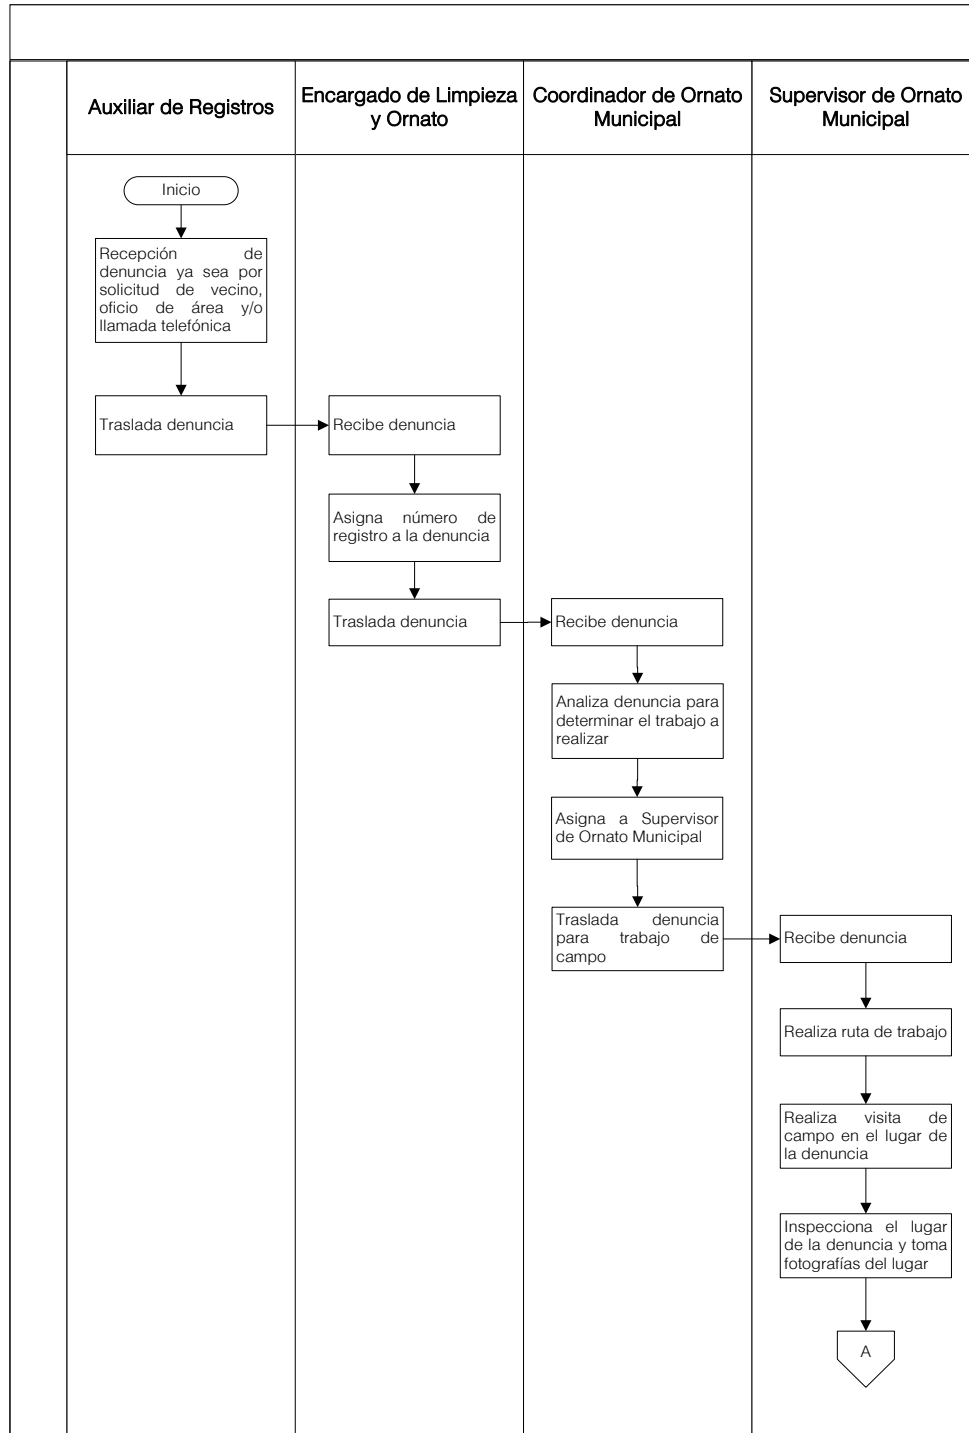 Auxiliar de Registros
Encargado de Limpieza
y Ornato
Coordinador de Ornato
Municipal
Supervisor de Ornato
Municipal
Inicio
Recepción de
denuncia ya sea por
solicitud de vecino,
oficio de área y/o
llamada telefónica
Traslada denuncia
Recibe denuncia
Asigna número de
registro a la denuncia
Traslada denuncia
Recibe denuncia
Analiza denuncia para
determinar el trabajo a
realizar
Asigna a Supervisor
de Ornato Municipal
Traslada denuncia
para trabajo de
campo
Recibe denuncia
Realiza ruta de trabajo
Realiza visita de
campo en el lugar de
la denuncia
Inspecciona el lugar
de la denuncia y toma
fotografías del lugar
A